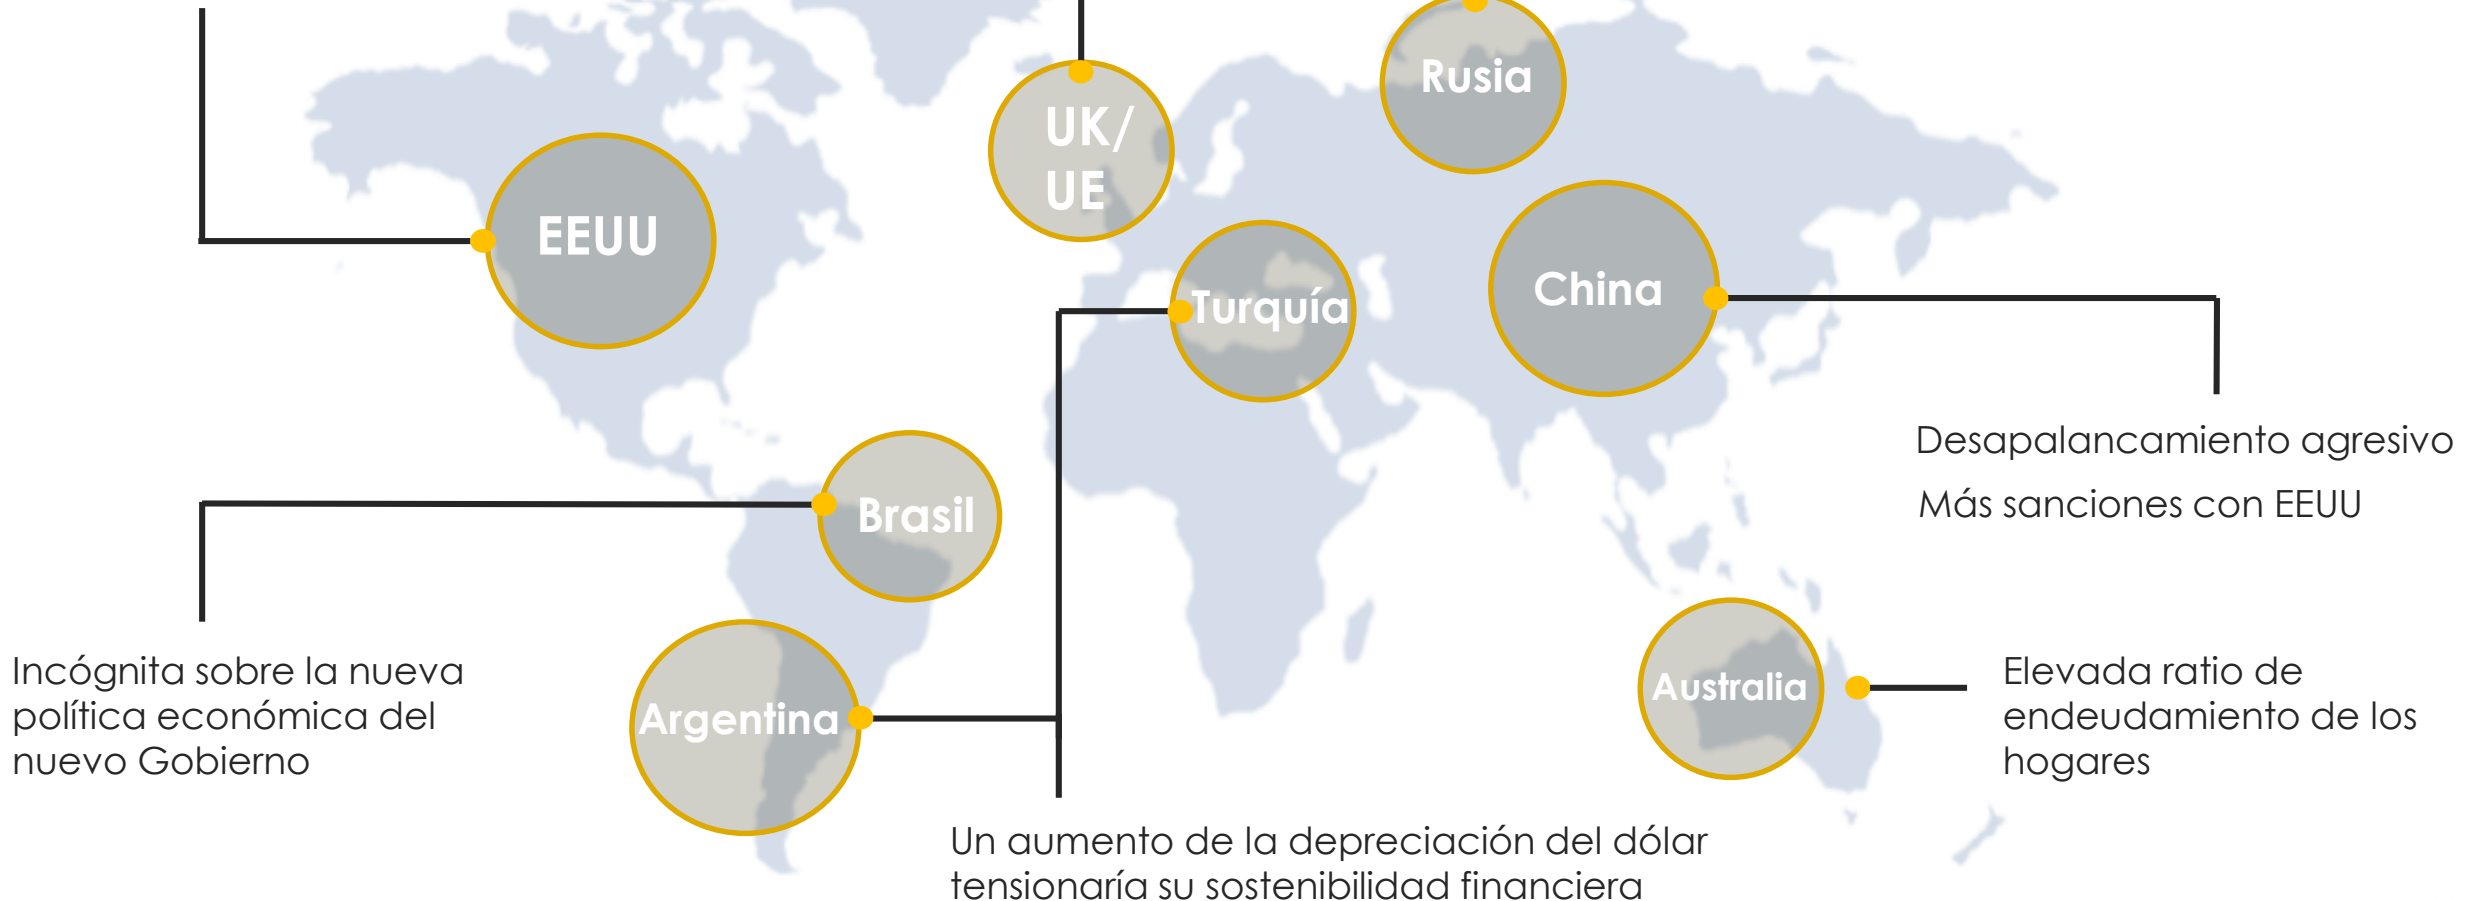 Rusia
UK/
UE
EEUU
China
Turquía
Desapalancamiento agresivo
Más sanciones con EEUU
Brasil
Incógnita sobre la nueva
política económica del
nuevo Gobierno
Argentina
Australia
Elevada ratio de
endeudamiento de los
hogares
Un aumento de la depreciación del dólar
tensionaría su sostenibilidad financiera